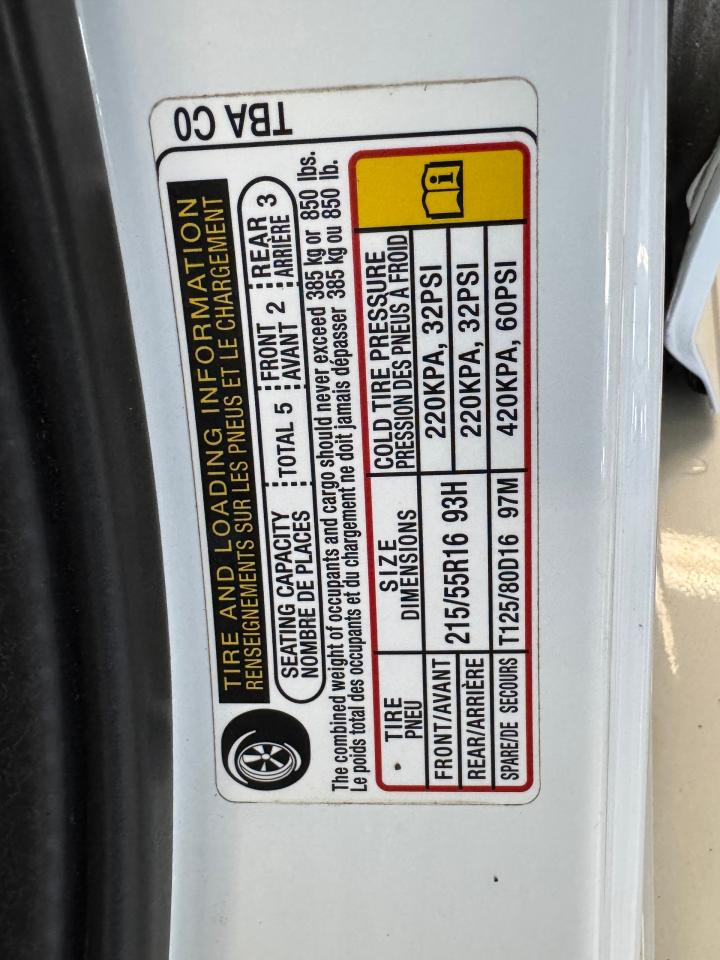 TBA C0
TIRE AND LOADING INFORMATION
RENSEIGNEMENTS SUR LES PNEUS ET LE CHARGEMENT
SEATING CAPACITY
NOMBRE DE PLACES
TOTAL 5
FRONT
AVANT 2
REAR
ARRIÈRE 3
The combined weight of occupants and cargo should never exceed 385 kg or 850 lbs.
Le poids total des occupants et du chargement ne doit jamais dépasser 385 kg ou 850 lb.
TIRE
PNEU
SIZE
DIMENSIONS
COLD TIRE PRESSURE
PRESSION DES PNEUS À FROID
FRONT/AVANT
215/55R16 93H
220KPA, 32PSI
REAR/ARRIÈRE
220KPA, 32PSI
SPARE/DE SECOURS
T125/80D16 97M
420KPA, 60PSI